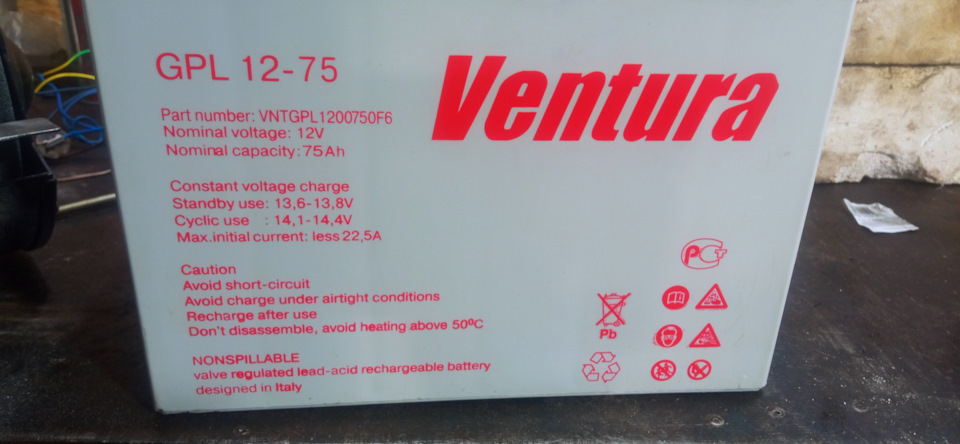 GPL 12-75
Ventura
Part number: VNTGPL1200750F6
Nominal voltage: 12V
Nominal capacity: 75Ah
Constant voltage charge
Standby use: 13,6-13,8V
Cyclic use : 14,1-14,4V
Max.initial current: less 22,5A
Caution
Avoid short-circuit
Avoid charge under airtight conditions
Recharge after use
Don't disassemble, avoid heating above 50ºC
NONSPILLABLE
valve regulated lead-acid rechargeable battery
designed in Italy
РСТ
Pb